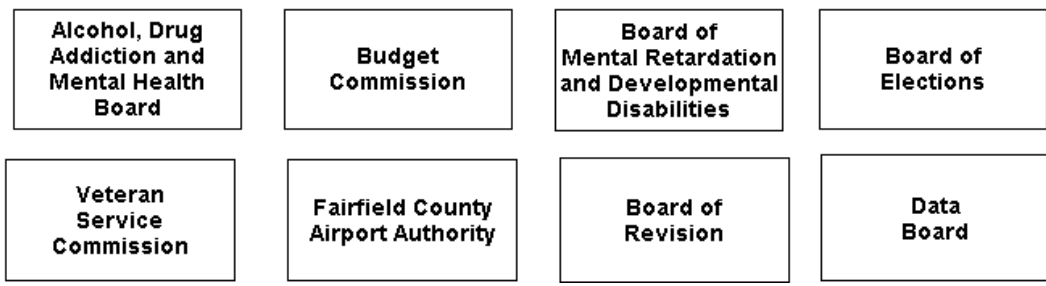 Alcohol, Drug
Addiction and
Mental Health
Board
Budget
Commission
Board of
Mental Retardation
and Developmental
Disabilities
Board of
Elections
Veteran
Service
Commission
Fairfield County
Airport Authority
Board of
Revision
Data
Board